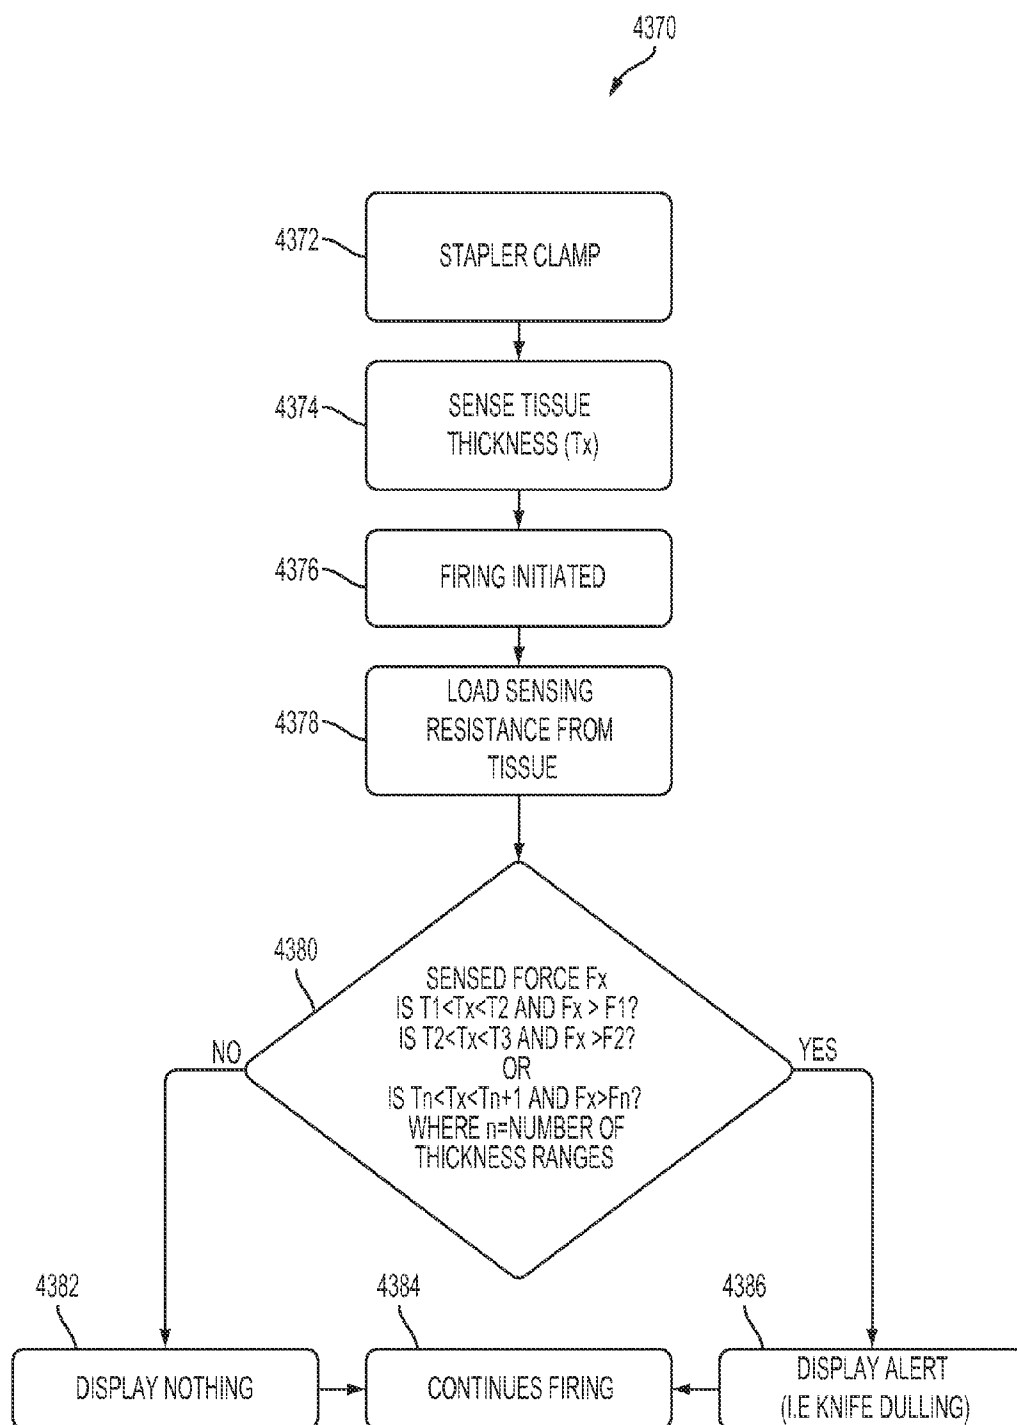 4370
4372
STAPLER CLAMP
4374
SENSE TISSUE
THICKNESS (Tx)
4376
FIRING INITIATED
4378
LOAD SENSING
RESISTANCE FROM
TISSUE
4380
SENSED FORCE Fx
IS T1<Tx<T2 AND Fx > F1?
IS T2<Tx<T3 AND Fx >F2?
OR
IS Tn<Tx<Tn+1 AND Fx>Fn?
WHERE n=NUMBER OF
THICKNESS RANGES
NO
YES
4382
DISPLAY NOTHING
4384
CONTINUES FIRING
4386
DISPLAY ALERT
(I.E KNIFE DULLING)